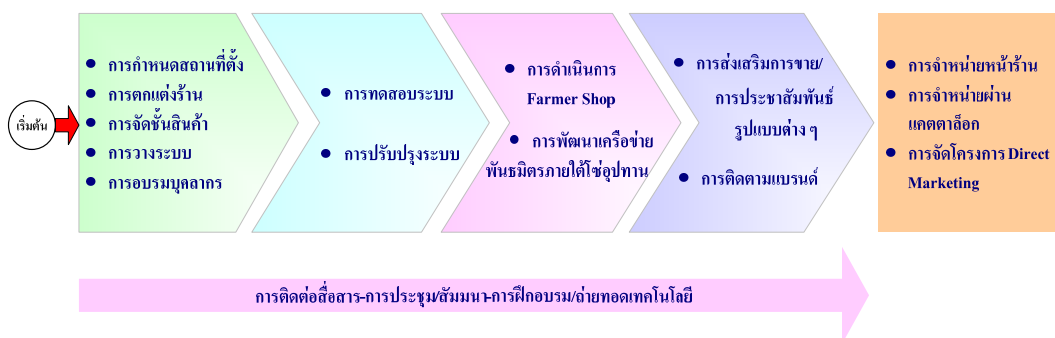 เริ่มต้น
● การกำหนดสถานที่ตั้ง
● การตกแต่งร้าน
● การจัดชั้นสินค้า
● การวางระบบ
● การอบรมบุคลากร
● การทดสอบระบบ
● การปรับปรุงระบบ
● การดำเนินการ
Farmer Shop
● การพัฒนาเครือข่าย
พันธมิตรภายใต้โซ่อุปทาน
● การส่งเสริมการขาย/
การประชาสัมพันธ์
รูปแบบต่าง ๆ
● การติดตามแบรนด์
● การจำหน่ายหน้าร้าน
● การจำหน่ายผ่าน
แคตตาล็อก
● การจัดโครงการ Direct
Marketing
การติดต่อสื่อสาร-การประชุม/สัมมนา-การฝึกอบรม/ถ่ายทอดเทคโนโลยี